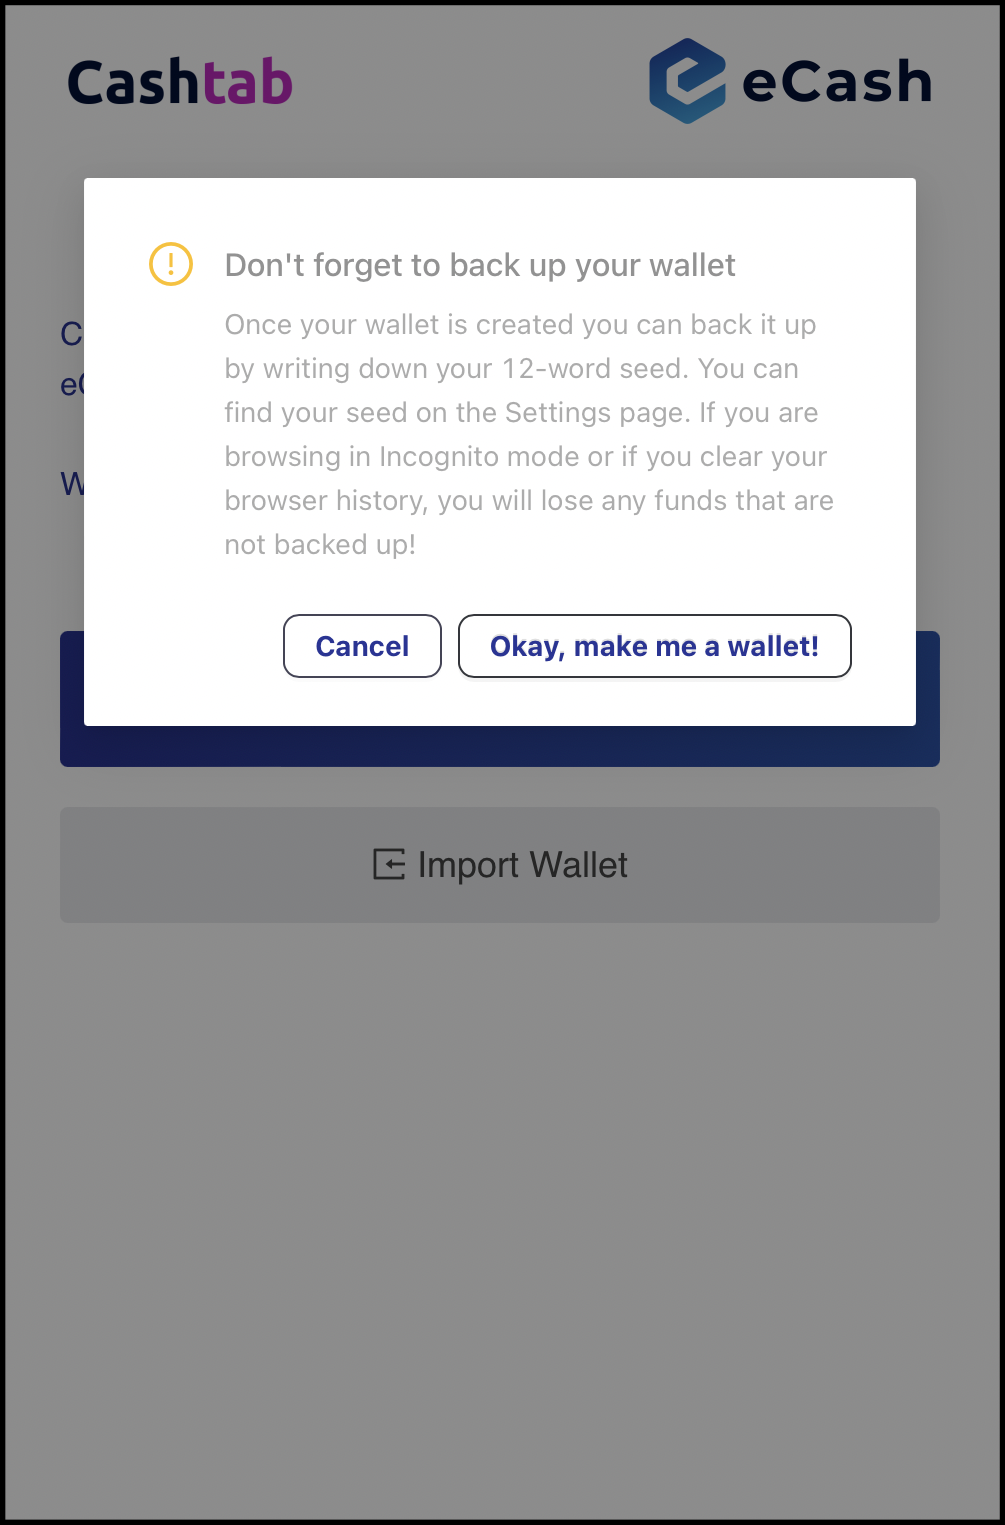 Cashtab
eCash
Don't forget to back up your wallet
Once your wallet is created you can back it up
by writing down your 12-word seed. You can
find your seed on the Settings page. If you are
browsing in Incognito mode or if you clear your
browser history, you will lose any funds that are
not backed up!
Cancel
Okay, make me a wallet!
Import Wallet